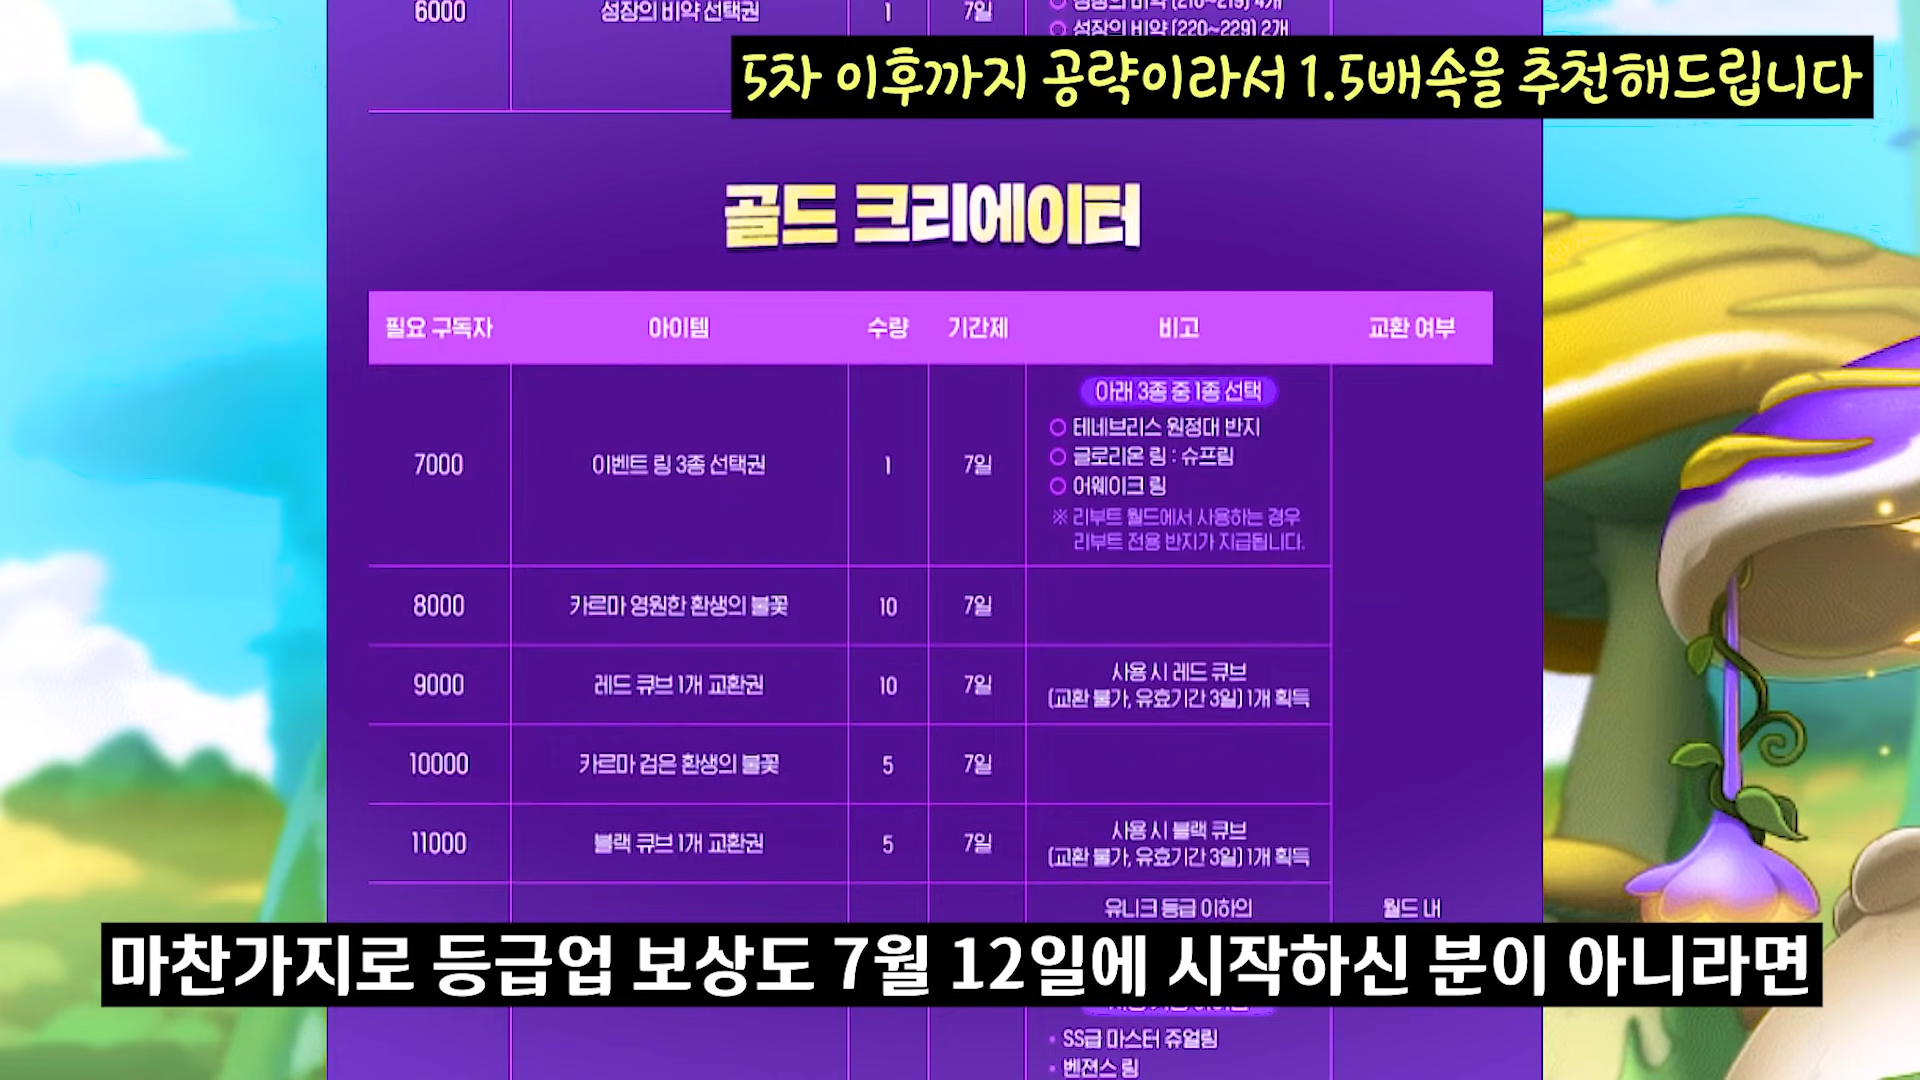 6000 성장의 비약 선택권 1 7일
성장의 비약 (210~219) 4개
성장의 비약 (220~229) 2개
5차 이후까지 공략이라서 1.5배속을 추천해드립니다
골드 크리에이터
필요 구독자 아이템 수량 기간제 비고 교환 여부
아래 3종 중 1종 선택
테네브리스 원정대 반지
글로리온 링 : 슈프림
7000 이벤트 링 3종 선택권 1 7일
어웨이크 링
※ 리부트 월드에서 사용하는 경우
리부트 전용 반지가 지급됩니다.
8000 카르마 영원한 환생의 불꽃 10 7일
9000 레드 큐브 1개 교환권 10 7일
사용 시 레드 큐브
(교환 불가, 유효기간 3일) 1개 획득
10000 카르마 검은 환생의 불꽃 5 7일
11000 블랙 큐브 1개 교환권 5 7일
사용 시 블랙 큐브
(교환 불가, 유효기간 3일) 1개 획득
유니크 등급 이하의
월드 내
마찬가지로 등급업 보상도 7월 12일에 시작하신 분이 아니라면
• SS급 마스터 쥬얼링
• 벤젼스 링